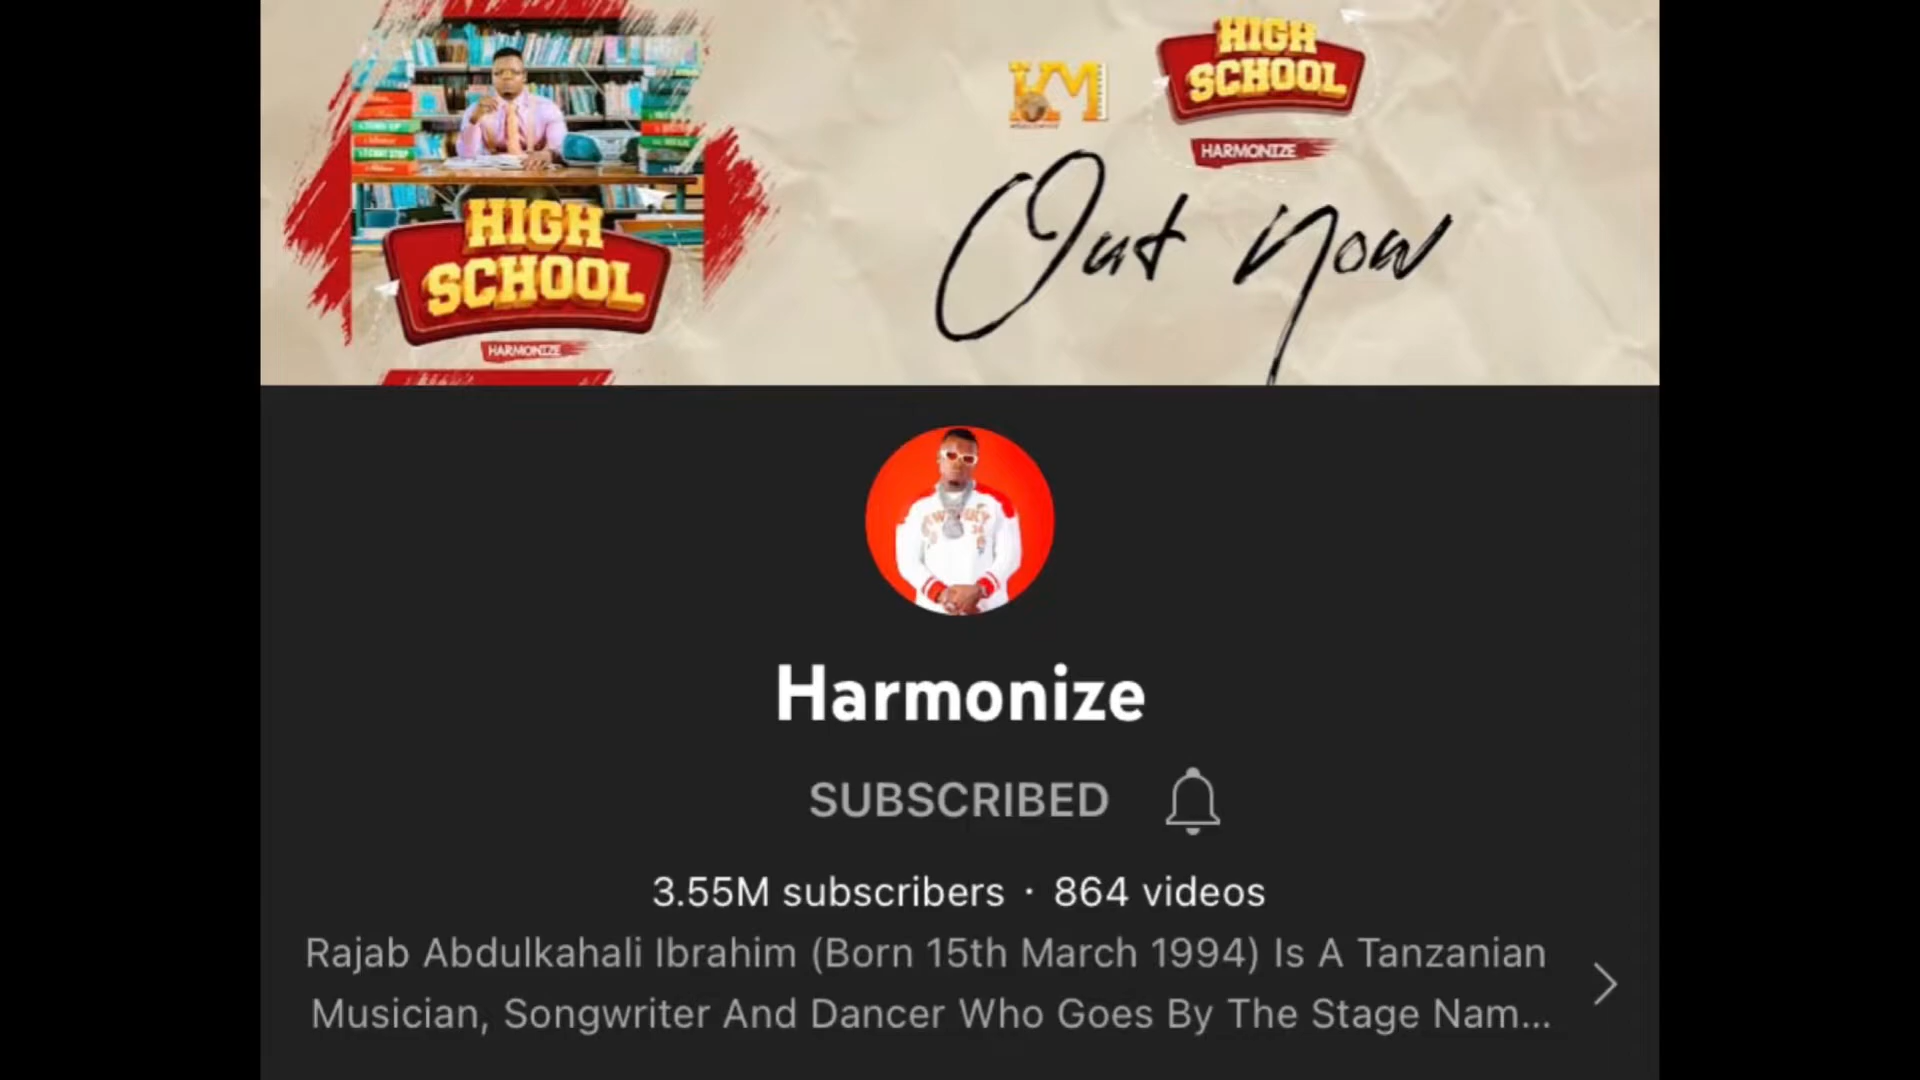 HIGH
SCHOOL
HARMONIZE
KM
HIGH
SCHOOL
HARMONIZE
Out Now
Harmonize
SUBSCRIBED
3.55M subscribers · 864 videos
Rajab Abdulkahali Ibrahim (Born 15th March 1994) Is A Tanzanian
Musician, Songwriter And Dancer Who Goes By The Stage Nam...